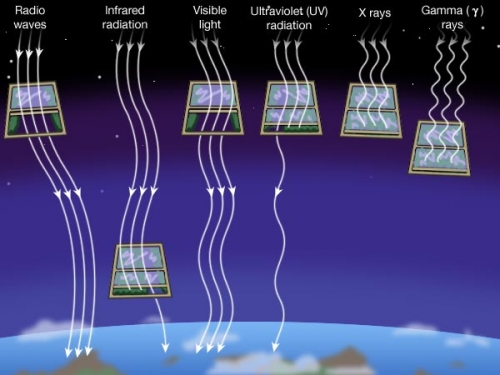 Radio
waves
Infrared
radiation
Visible
light
Ultraviolet (UV)
radiation
X rays
Gamma ( γ )
rays